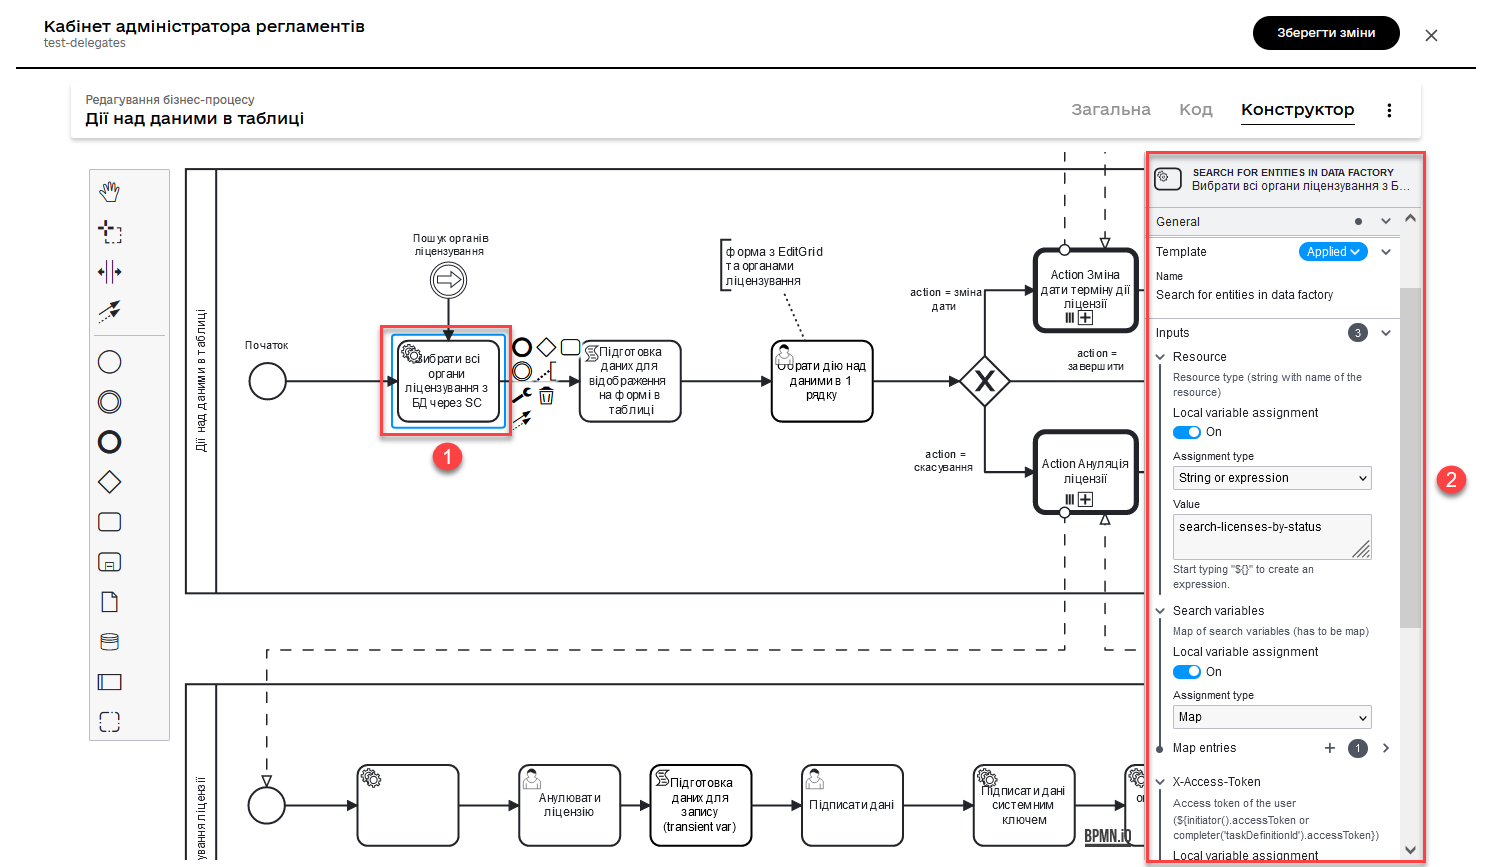 Кабінет адміністратора регламентів
test-delegates
Зберегти зміни
Редагування бізнес-процесу
Дії над даними в таблиці
Загальна
Код
Конструктор
Дії над даними в таблиці
Початок
Пошук органів
ліцензування
Вибрати всі
органи
ліцензування з
БД через SC
1
Підготовка
даних для
відображення
на формі в
таблиці
форма з EditGrid
та органами
ліцензування
Обрати дію над
даними в 1
рядку
action = зміна
дати
action =
завершити
action =
скасування
Action Зміна
дати терміну дії
ліцензії
Action Ануляція
ліцензії
Анулювати
ліцензію
Підготовка
даних для
запису
(transient var)
Підписати дані
Підписати дані
системним
ключем
BPMN.iO
SEARCH FOR ENTITIES IN DATA FACTORY
Вибрати всі органи ліцензування з Б...
General
Template
Applied
Name
Search for entities in data factory
Inputs
3
Resource
Resource type (string with name of the
resource)
Local variable assignment
On
Assignment type
String or expression
Value
search-licenses-by-status
Start typing "${}" to create an
expression.
Search variables
Map of search variables (has to be map)
Local variable assignment
On
Assignment type
Map
Map entries
1
X-Access-Token
Access token of the user
(${initiator().accessToken or
completer('taskDefinitionId').accessToken})
Local variable assignment
2